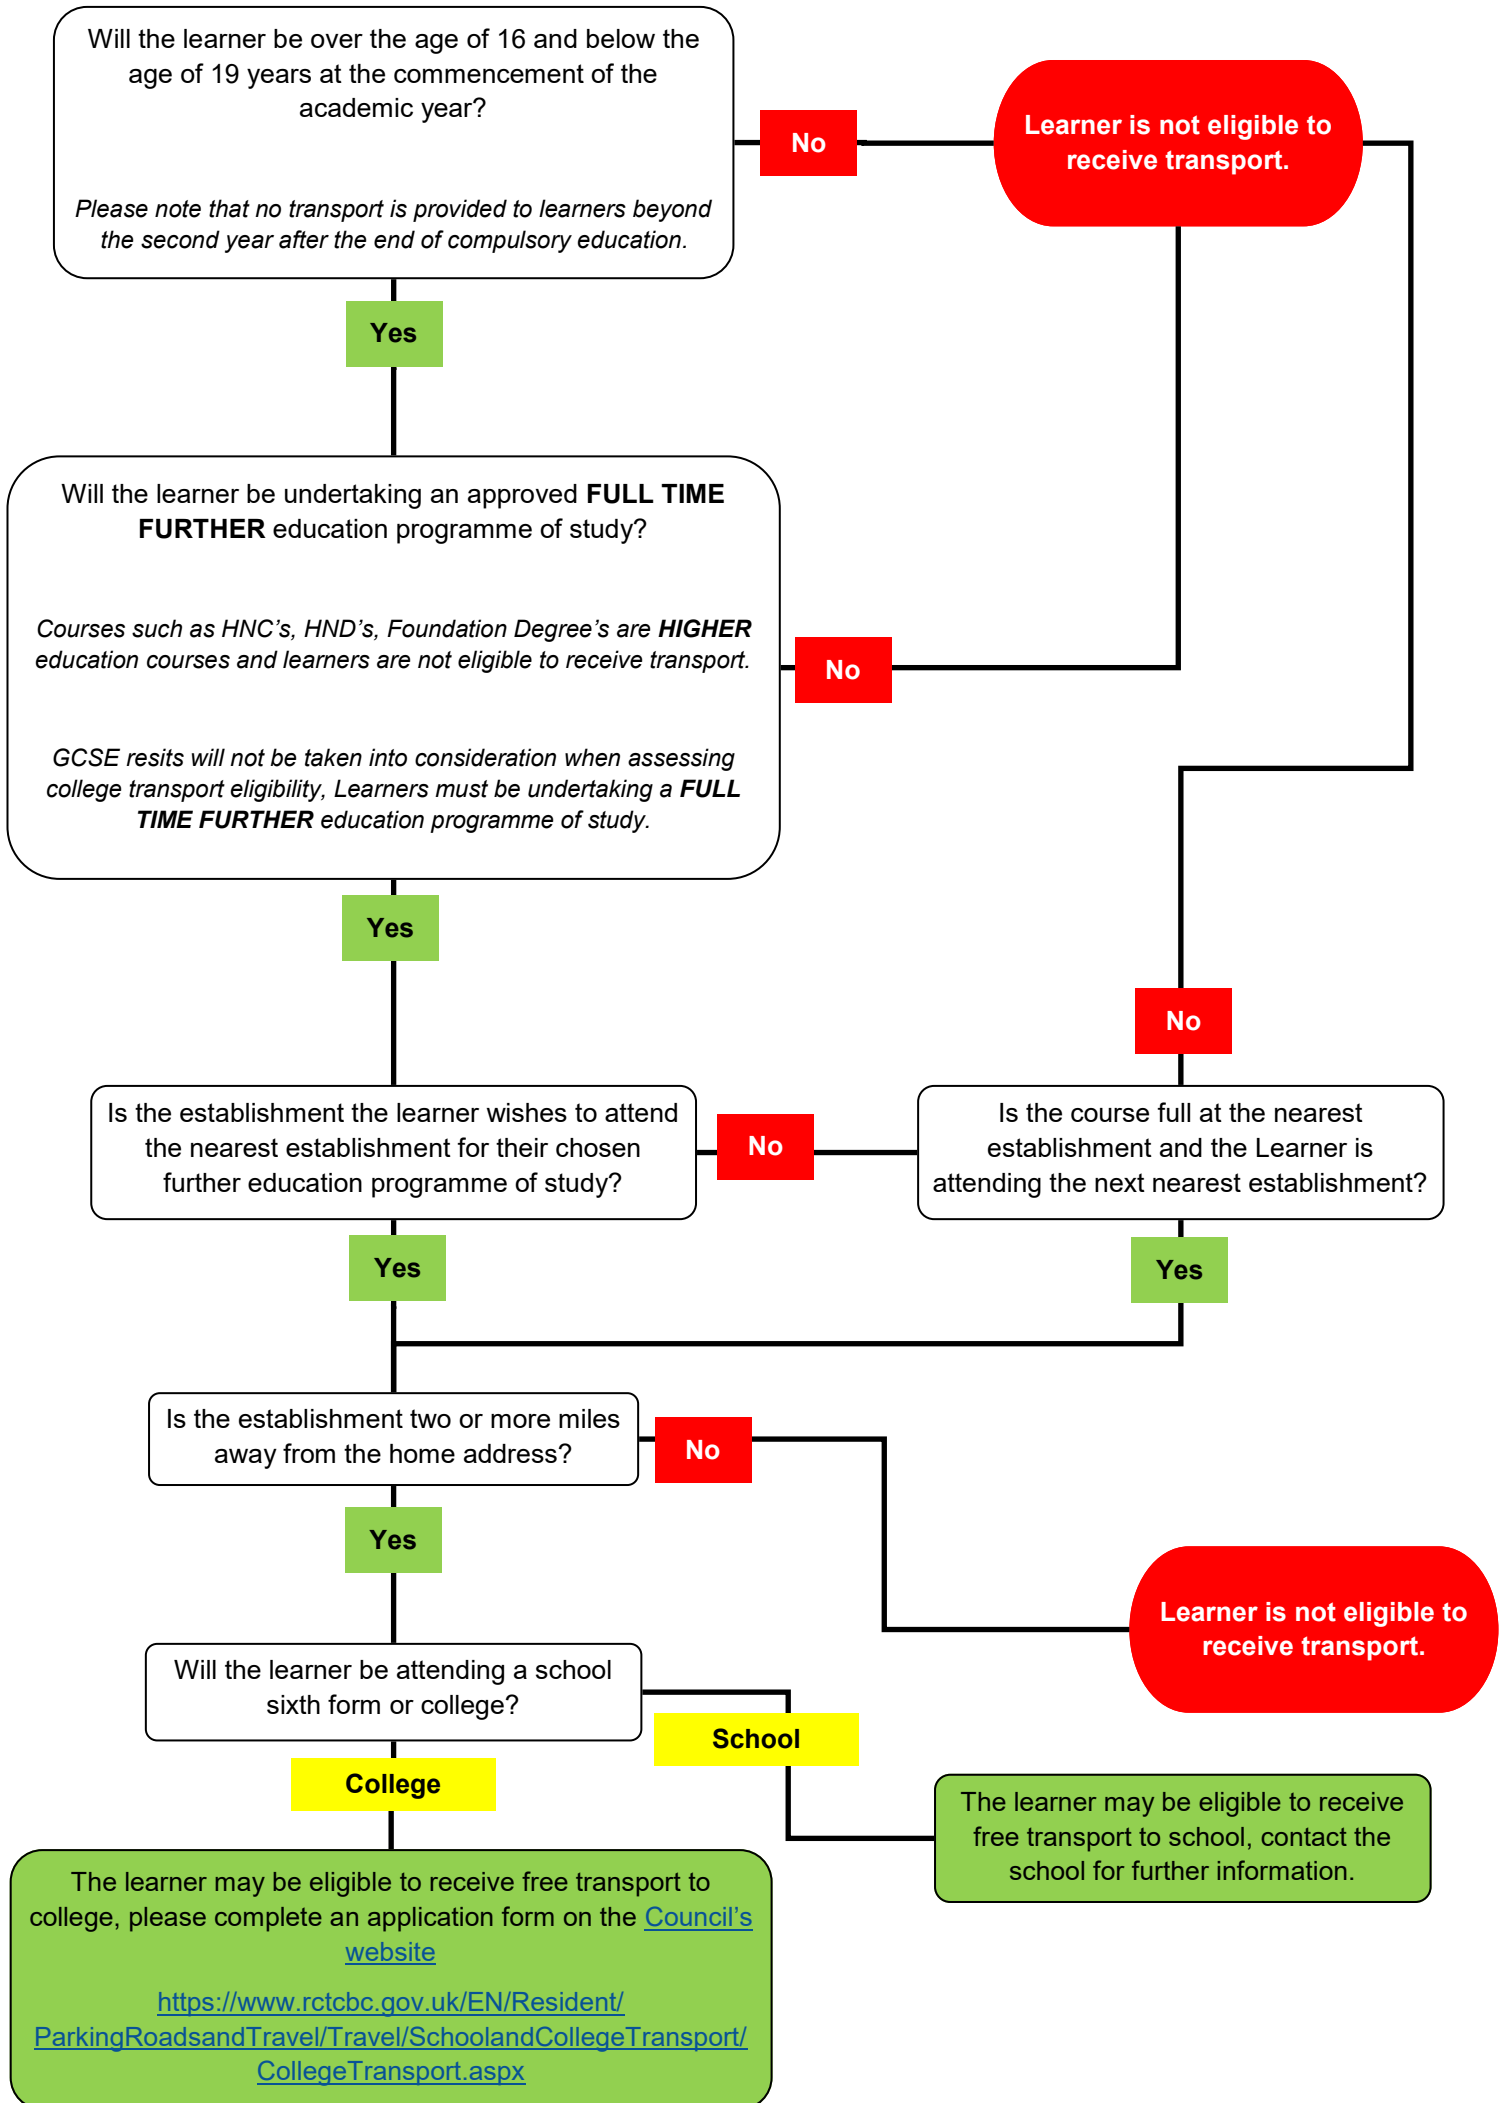 Will the learner be over the age of 16 and below the
age of 19 years at the commencement of the
academic year?
Please note that no transport is provided to learners beyond
the second year after the end of compulsory education.
No
Learner is not eligible to
receive transport.
Yes
Will the learner be undertaking an approved FULL TIME
FURTHER education programme of study?
Courses such as HNC’s, HND’s, Foundation Degree’s are HIGHER
education courses and learners are not eligible to receive transport.
GCSE resits will not be taken into consideration when assessing
college transport eligibility, Learners must be undertaking a FULL
TIME FURTHER education programme of study.
No
Yes
No
Is the establishment the learner wishes to attend
the nearest establishment for their chosen
further education programme of study?
No
Is the course full at the nearest
establishment and the Learner is
attending the next nearest establishment?
Yes
Yes
Is the establishment two or more miles
away from the home address?
No
Yes
Learner is not eligible to
receive transport.
Will the learner be attending a school
sixth form or college?
School
College
The learner may be eligible to receive
free transport to school, contact the
school for further information.
The learner may be eligible to receive free transport to
college, please complete an application form on the Council’s
website
https://www.rctcbc.gov.uk/EN/Resident/
ParkingRoadsandTravel/Travel/SchoolandCollegeTransport/
CollegeTransport.aspx